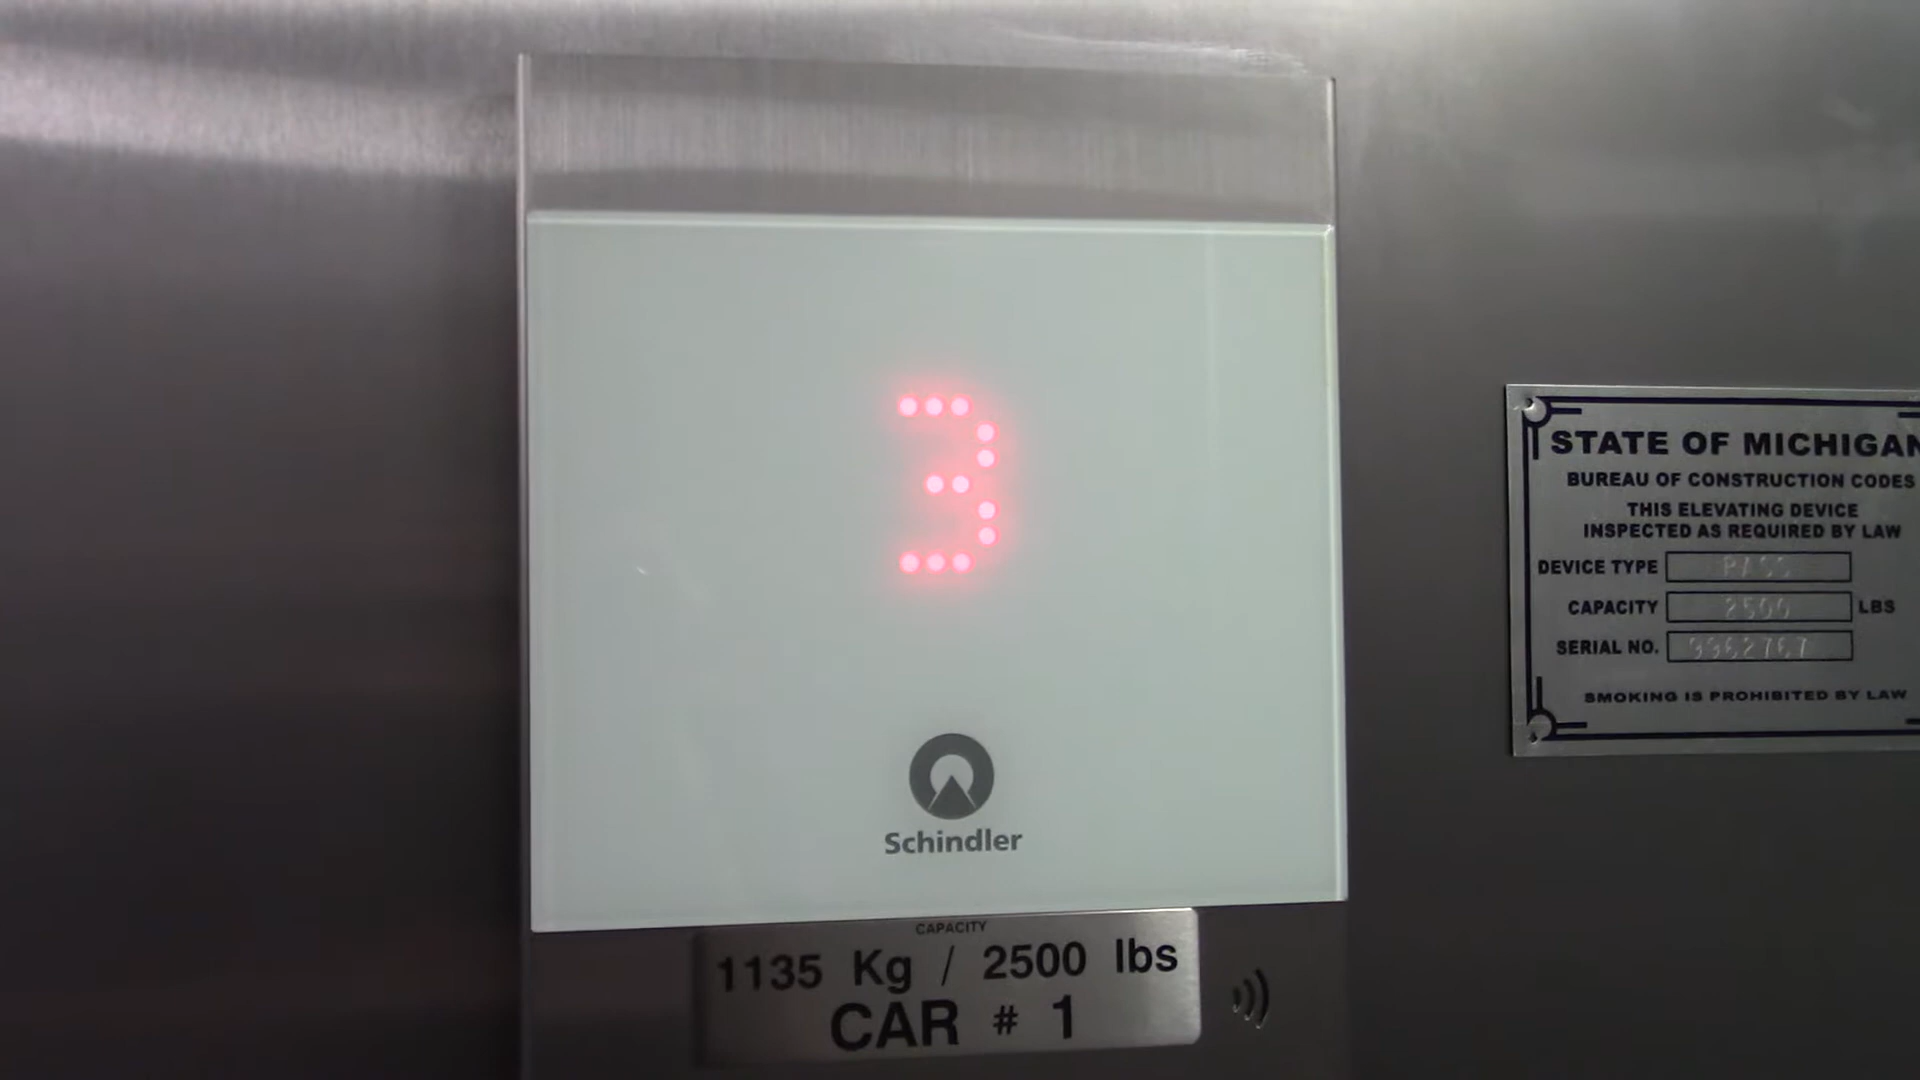 3
Schindler
CAPACITY
1135 Kg / 2500 lbs
CAR # 1
STATE OF MICHIGAN
BUREAU OF CONSTRUCTION CODES
THIS ELEVATING DEVICE
INSPECTED AS REQUIRED BY LAW
DEVICE TYPE PASS
CAPACITY 2500 LBS
SERIAL NO.
SMOKING IS PROHIBITED BY LAW